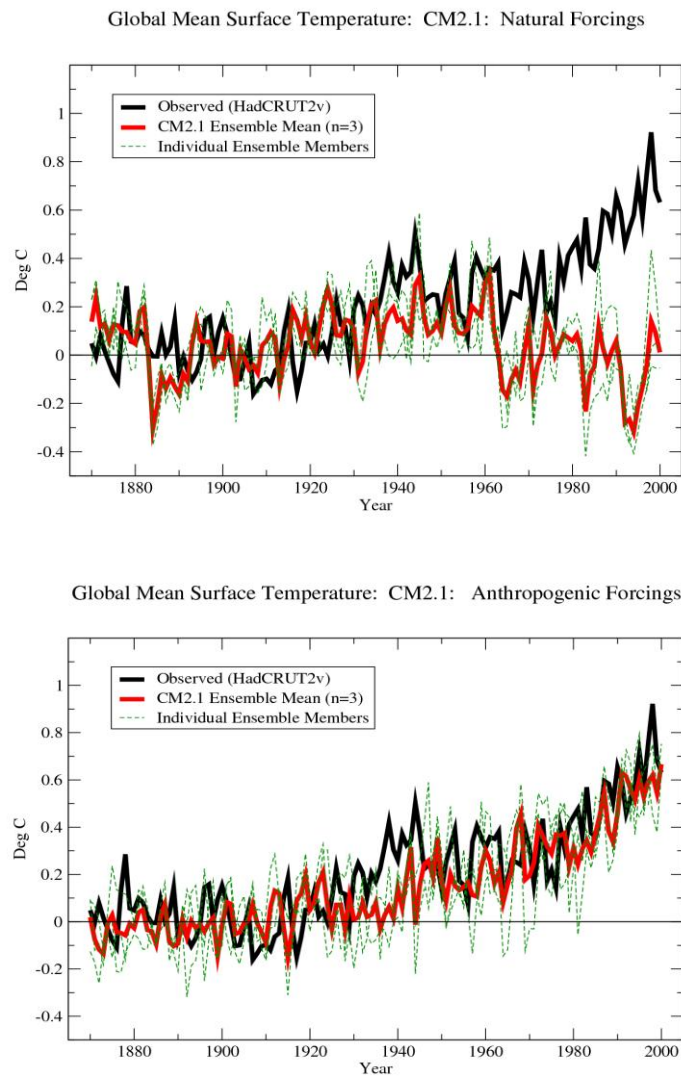 Global Mean Surface Temperature: CM2.1: Natural Forcings
Observed (HadCRUT2v)
CM2.1 Ensemble Mean (n=3)
Individual Ensemble Members
1
0.8
0.6
0.4
0.2
0
-0.2
-0.4
Deg C
1880 1900 1920 1940 1960 1980 2000
Year
Global Mean Surface Temperature: CM2.1: Anthropogenic Forcings
Observed (HadCRUT2v)
CM2.1 Ensemble Mean (n=3)
Individual Ensemble Members
1
0.8
0.6
0.4
0.2
0
-0.2
-0.4
Deg C
1880 1900 1920 1940 1960 1980 2000
Year